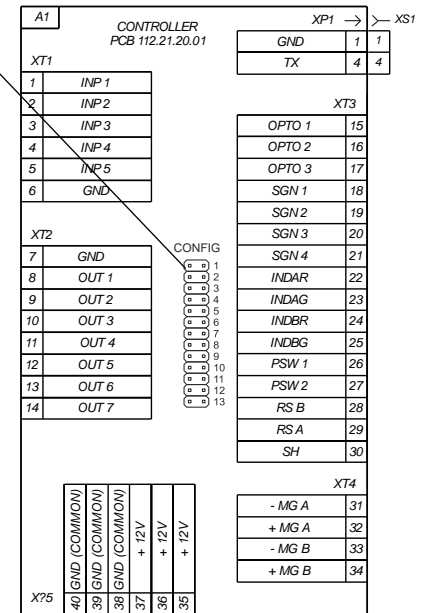 A1
CONTROLLER
PCB 112.21.20.01
XP1 → XS1
GND 1 1
TX 4 4
XT1
1 INP 1
2 INP 2
3 INP 3
4 INP 4
5 INP 5
6 GND
XT2
7 GND
8 OUT 1
9 OUT 2
10 OUT 3
11 OUT 4
12 OUT 5
13 OUT 6
14 OUT 7
CONFIG
1
2
3
4
5
6
7
8
9
10
11
12
13
XT3
OPTO 1 15
OPTO 2 16
OPTO 3 17
SGN 1 18
SGN 2 19
SGN 3 20
SGN 4 21
INDAR 22
INDAG 23
INDBR 24
INDBG 25
PSW 1 26
PSW 2 27
RS B 28
RS A 29
SH 30
XT4
- MG A 31
+ MG A 32
- MG B 33
+ MG B 34
X?5
40 GND (COMMON)
39 GND (COMMON)
38 GND (COMMON)
37 + 12V
36 + 12V
35 + 12V